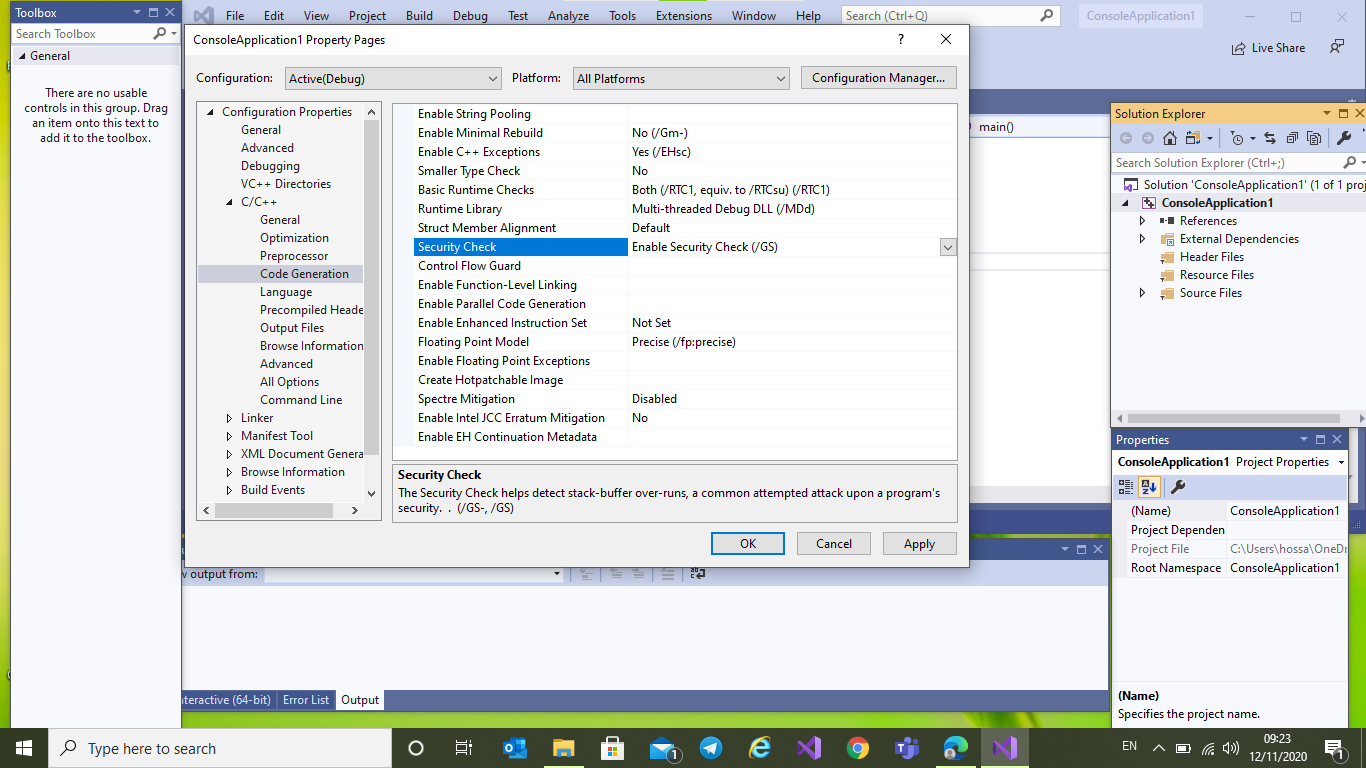 Toolbox
Search Toolbox
General
There are no usable
controls in this group. Drag
an item onto this text to
add it to the toolbox.
File Edit View Project Build Debug Test Analyze Tools Extensions Window Help Search (Ctrl+Q) ConsoleApplication1
Live Share
ConsoleApplication1 Property Pages
Configuration: Active(Debug) Platform: All Platforms Configuration Manager...
Configuration Properties
General
Advanced
Debugging
VC++ Directories
C/C++
General
Optimization
Preprocessor
Code Generation
Language
Precompiled Heade
Output Files
Browse Information
Advanced
All Options
Command Line
Linker
Manifest Tool
XML Document Genera
Browse Information
Build Events
Enable String Pooling
Enable Minimal Rebuild No (/Gm-)
Enable C++ Exceptions Yes (/EHsc)
Smaller Type Check No
Basic Runtime Checks Both (/RTC1, equiv. to /RTCsu) (/RTC1)
Runtime Library Multi-threaded Debug DLL (/MDd)
Struct Member Alignment Default
Security Check Enable Security Check (/GS)
Control Flow Guard
Enable Function-Level Linking
Enable Parallel Code Generation
Enable Enhanced Instruction Set Not Set
Floating Point Model Precise (/fp:precise)
Enable Floating Point Exceptions
Create Hotpatchable Image
Spectre Mitigation Disabled
Enable Intel JCC Erratum Mitigation No
Enable EH Continuation Metadata
Security Check
The Security Check helps detect stack-buffer over-runs, a common attempted attack upon a program's
security. . (/GS-, /GS)
OK Cancel Apply
main()
Solution Explorer
Search Solution Explorer (Ctrl+;)
Solution 'ConsoleApplication1' (1 of 1 proj
ConsoleApplication1
References
External Dependencies
Header Files
Resource Files
Source Files
Properties
ConsoleApplication1 Project Properties
(Name) ConsoleApplication1
Project Dependen
Project File C:\Users\hossa\OneDr
Root Namespace ConsoleApplication1
(Name)
Specifies the project name.
w output from:
nteractive (64-bit) Error List Output
Type here to search
1
EN
09:23
12/11/2020
1